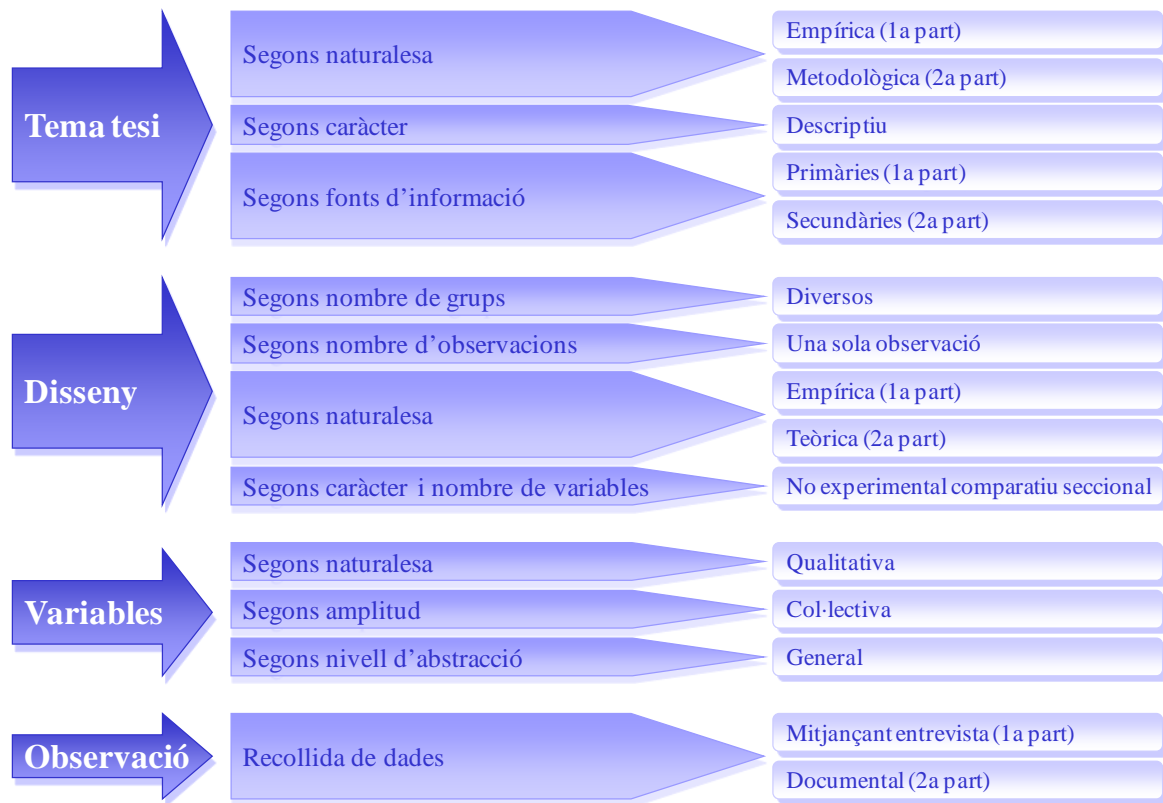 Tema tesi
Segons naturalesa
Empírica (1a part)
Metodològica (2a part)
Segons caràcter
Descriptiu
Segons fonts d’informació
Primàries (1a part)
Secundàries (2a part)
Disseny
Segons nombre de grups
Diversos
Segons nombre d’observacions
Una sola observació
Segons naturalesa
Empírica (1a part)
Teòrica (2a part)
Segons caràcter i nombre de variables
No experimental comparatiu seccional
Variables
Segons naturalesa
Qualitativa
Segons amplitud
Col·lectiva
Segons nivell d’abstracció
General
Observació
Recollida de dades
Mitjançant entrevista (1a part)
Documental (2a part)